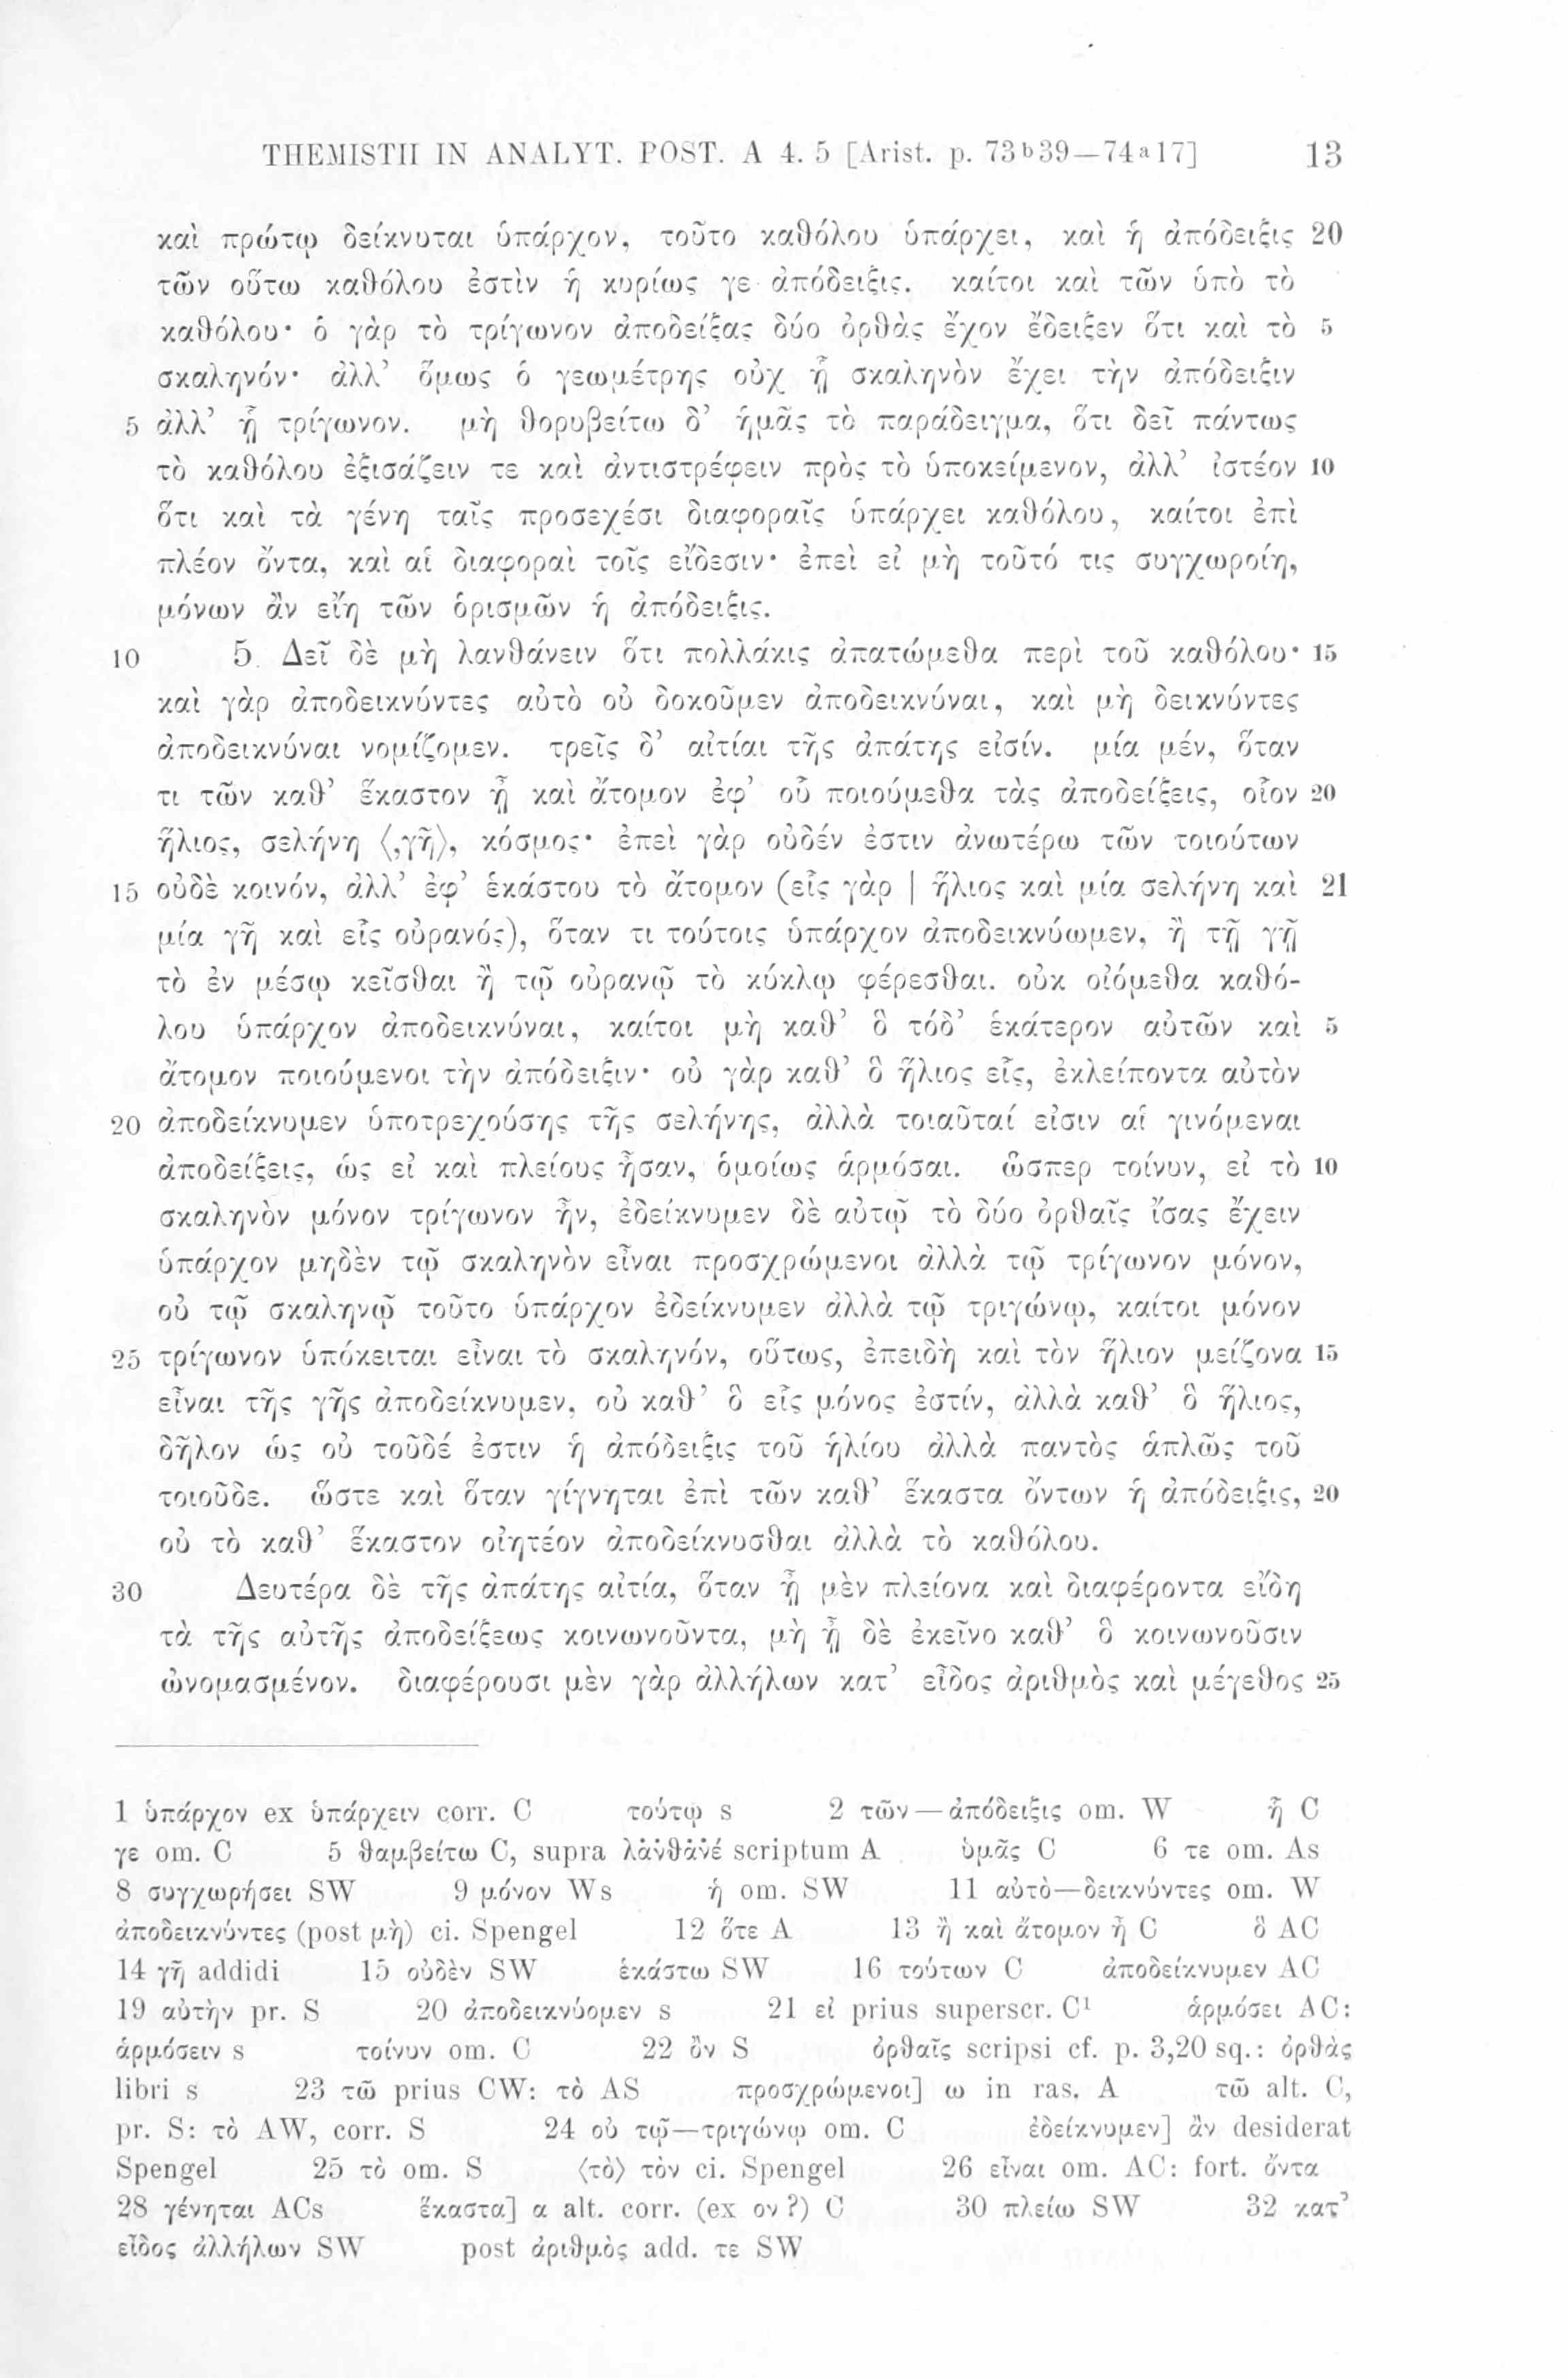 THEMISTII IN ANALYT. POST. A 4. 5 [Arist. p. 73b39—74a17] 13
καὶ πρώτῳ δείκνυται ὑπάρχον, τοῦτο καθόλου ὑπάρχει, καὶ ἡ ἀπόδειξις 20
τῶν οὕτω καθόλου ἐστὶν ἡ κυρίως γε ἀπόδειξις. καίτοι καὶ τῶν ὑπὸ τὸ
καθόλου· ὁ γὰρ τὸ τρίγωνον ἀποδείξας δύο ὀρθὰς ἔχον ἔδειξεν ὅτι καὶ τὸ 5
σκαληνόν· ἀλλ’ ὅμως ὁ γεωμέτρης οὐχ ᾗ σκαληνὸν ἔχει τὴν ἀπόδειξιν
5 ἀλλ’ ᾗ τρίγωνον. μὴ θορυβείτω δ’ ἡμᾶς τὸ παράδειγμα, ὅτι δεῖ πάντως
τὸ καθόλου ἐξισάζειν τε καὶ ἀντιστρέφειν πρὸς τὸ ὑποκείμενον, ἀλλ’ ἰστέον 10
ὅτι καὶ τὰ γένη ταῖς προσεχέσι διαφοραῖς ὑπάρχει καθόλου, καίτοι ἐπὶ
πλέον ὄντα, καὶ αἱ διαφοραὶ τοῖς εἴδεσιν· ἐπεὶ εἰ μὴ τοῦτό τις συγχωροίη,
μόνων ἂν εἴη τῶν ὁρισμῶν ἡ ἀπόδειξις.
10 5. Δεῖ δὲ μὴ λανθάνειν ὅτι πολλάκις ἀπατώμεθα περὶ τοῦ καθόλου· 15
καὶ γὰρ ἀποδεικνύντες αὐτὸ οὐ δοκοῦμεν ἀποδεικνύναι, καὶ μὴ δεικνύντες
ἀποδεικνύναι νομίζομεν. τρεῖς δ’ αἰτίαι τῆς ἀπάτης εἰσίν. μία μέν, ὅταν
τι τῶν καθ’ ἕκαστον ᾖ καὶ ἄτομον ἐφ’ οὗ ποιούμεθα τὰς ἀποδείξεις, οἷον 20
ἥλιος, σελήνη ⟨,γῆ⟩, κόσμος· ἐπεὶ γὰρ οὐδέν ἐστιν ἀνωτέρω τῶν τοιούτων
15 οὐδὲ κοινόν, ἀλλ’ ἐφ’ ἑκάστου τὸ ἄτομον (εἷς γὰρ | ἥλιος καὶ μία σελήνη καὶ 21
μία γῆ καὶ εἷς οὐρανός), ὅταν τι τούτοις ὑπάρχον ἀποδεικνύωμεν, ἢ τῇ γῇ
τὸ ἐν μέσῳ κεῖσθαι ἢ τῷ οὐρανῷ τὸ κύκλῳ φέρεσθαι. οὐκ οἰόμεθα καθό-
λου ὑπάρχον ἀποδεικνύναι, καίτοι μὴ καθ’ ὃ τόδ’ ἑκάτερον αὐτῶν καὶ 5
ἄτομον ποιούμενοι τὴν ἀπόδειξιν· οὐ γὰρ καθ’ ὃ ἥλιος εἷς, ἐκλείποντα αὐτὸν
20 ἀποδείκνυμεν ὑποτρεχούσης τῆς σελήνης, ἀλλὰ τοιαῦταί εἰσιν αἱ γινόμεναι
ἀποδείξεις, ὡς εἰ καὶ πλείους ἦσαν, ὁμοίως ἁρμόσαι. ὥσπερ τοίνυν, εἰ τὸ 10
σκαληνὸν μόνον τρίγωνον ἦν, ἐδείκνυμεν δὲ αὐτῷ τὸ δύο ὀρθαῖς ἴσας ἔχειν
ὑπάρχον μηδὲν τῷ σκαληνὸν εἶναι προσχρώμενοι ἀλλὰ τῷ τρίγωνον μόνον,
οὐ τῷ σκαληνῷ τοῦτο ὑπάρχον ἐδείκνυμεν ἀλλὰ τῷ τριγώνῳ, καίτοι μόνον
25 τρίγωνον ὑπόκειται εἶναι τὸ σκαληνόν, οὕτως, ἐπειδὴ καὶ τὸν ἥλιον μείζονα 15
εἶναι τῆς γῆς ἀποδείκνυμεν, οὐ καθ’ ὃ εἷς μόνος ἐστίν, ἀλλὰ καθ’ ὃ ἥλιος,
δῆλον ὡς οὐ τοῦδέ ἐστιν ἡ ἀπόδειξις τοῦ ἡλίου ἀλλὰ παντὸς ἁπλῶς τοῦ
τοιοῦδε. ὥστε καὶ ὅταν γίγνηται ἐπὶ τῶν καθ’ ἕκαστα ὄντων ἡ ἀπόδειξις, 20
οὐ τὸ καθ’ ἕκαστον οἰητέον ἀποδείκνυσθαι ἀλλὰ τὸ καθόλου.
30 Δευτέρα δὲ τῆς ἀπάτης αἰτία, ὅταν ᾖ μὲν πλείονα καὶ διαφέροντα εἴδη
τὰ τῆς αὐτῆς ἀποδείξεως κοινωνοῦντα, μὴ ᾖ δὲ ἐκεῖνο καθ’ ὃ κοινωνοῦσιν
ὠνομασμένον. διαφέρουσι μὲν γὰρ ἀλλήλων κατ’ εἶδος ἀριθμὸς καὶ μέγεθος 25
1 ὑπάρχον ex ὑπάρχειν corr. C τούτῳ s 2 τῶν—ἀπόδειξις om. W ᾗ C
γε om. C 5 θαμβείτω C, supra λανθανέ scriptum A ὑμᾶς C 6 τε om. As
8 συγχωρήσει SW 9 μόνον Ws ἡ om. SW 11 αὐτὸ—δεικνύντες om. W
ἀποδεικνύντες (post μὴ) ci. Spengel 12 ὅτε A 13 ἢ καὶ ἄτομον ᾖ C ὃ AC
14 γῆ addidi 15 οὐδὲν SW ἑκάστω SW 16 τούτων C ἀποδείκνυμεν AC
19 αὐτὴν pr. S 20 ἀποδεικνύομεν s 21 εἰ prius superscr. C¹ ἁρμόσει AC:
ἁρμόσειν s τοίνυν om. C 22 ὂν S ὀρθαῖς scripsi cf. p. 3,20 sq.: ὀρθὰς
libri s 23 τῶ prius CW: τὸ AS προσχρώμενοι] ω in ras. A τῶ alt. C,
pr. S: τὸ AW, corr. S 24 οὐ τῷ—τριγώνῳ om. C ἐδείκνυμεν] ἂν desiderat
Spengel 25 τὸ om. S ⟨τὸ⟩ τὸν ci. Spengel 26 εἶναι om. AC: fort. ὄντα
28 γένηται ACs ἕκαστα] α alt. corr. (ex ον ?) C 30 πλείω SW 32 κατ’
εἶδος ἀλλήλων SW post ἀριθμὸς add. τε SW